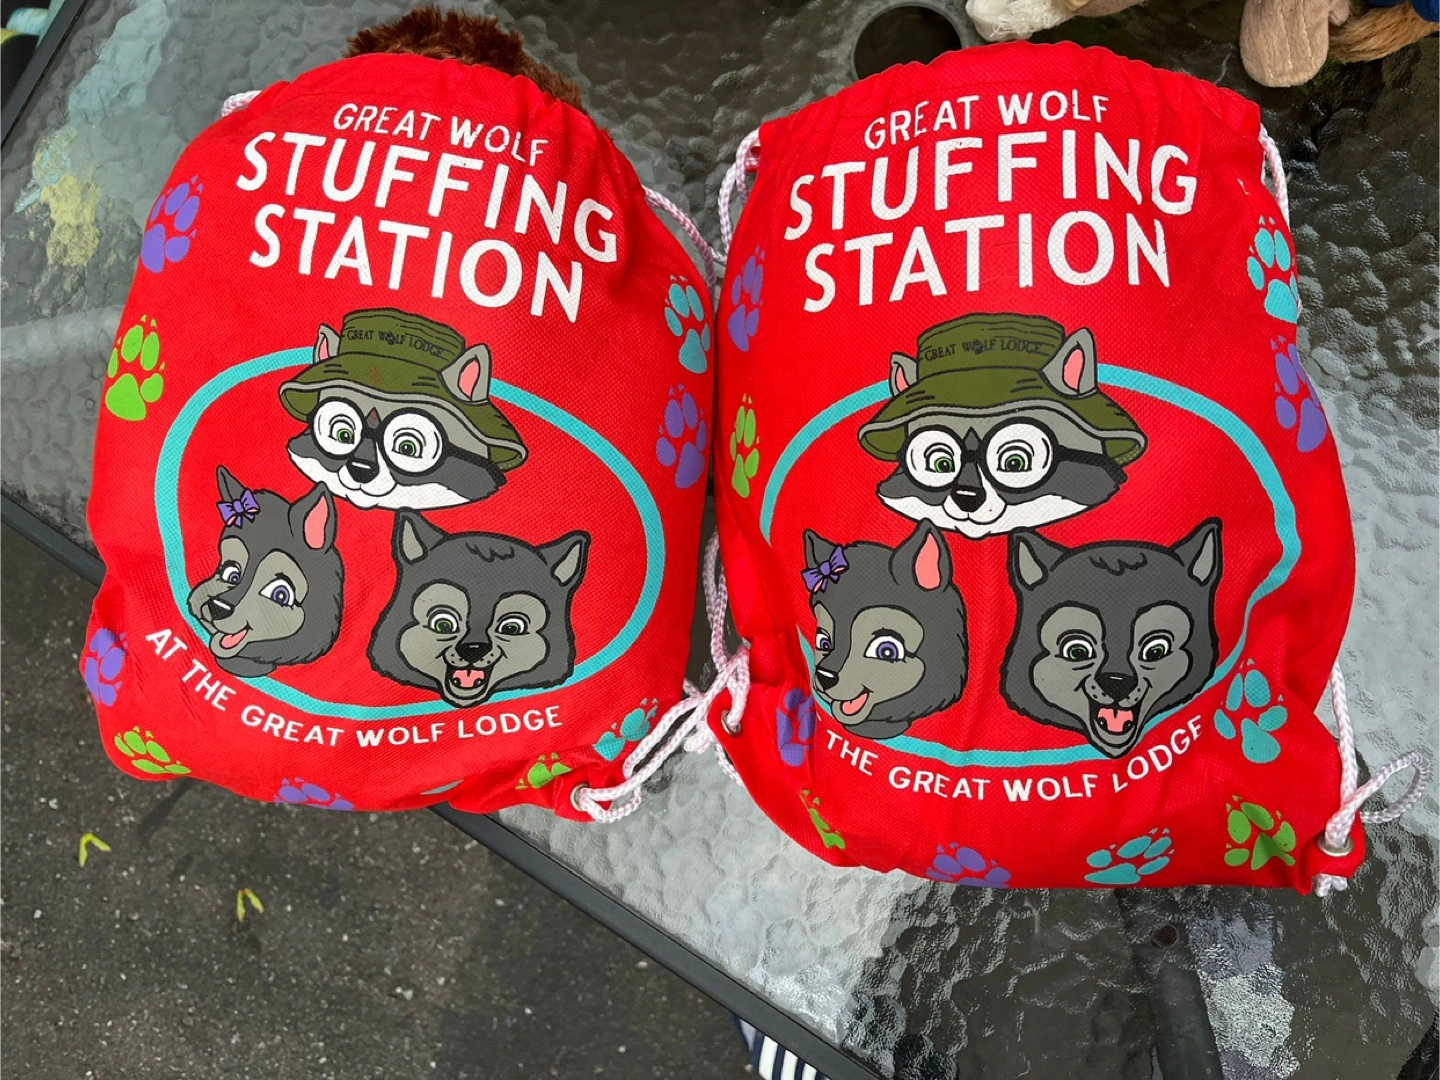 GREAT WOLF
STUFFING
STATION
GREAT WOLF LODGE
AT THE GREAT WOLF LODGE
GREAT WOLF
STUFFING
STATION
GREAT WOLF LODGE
THE GREAT WOLF LODGE